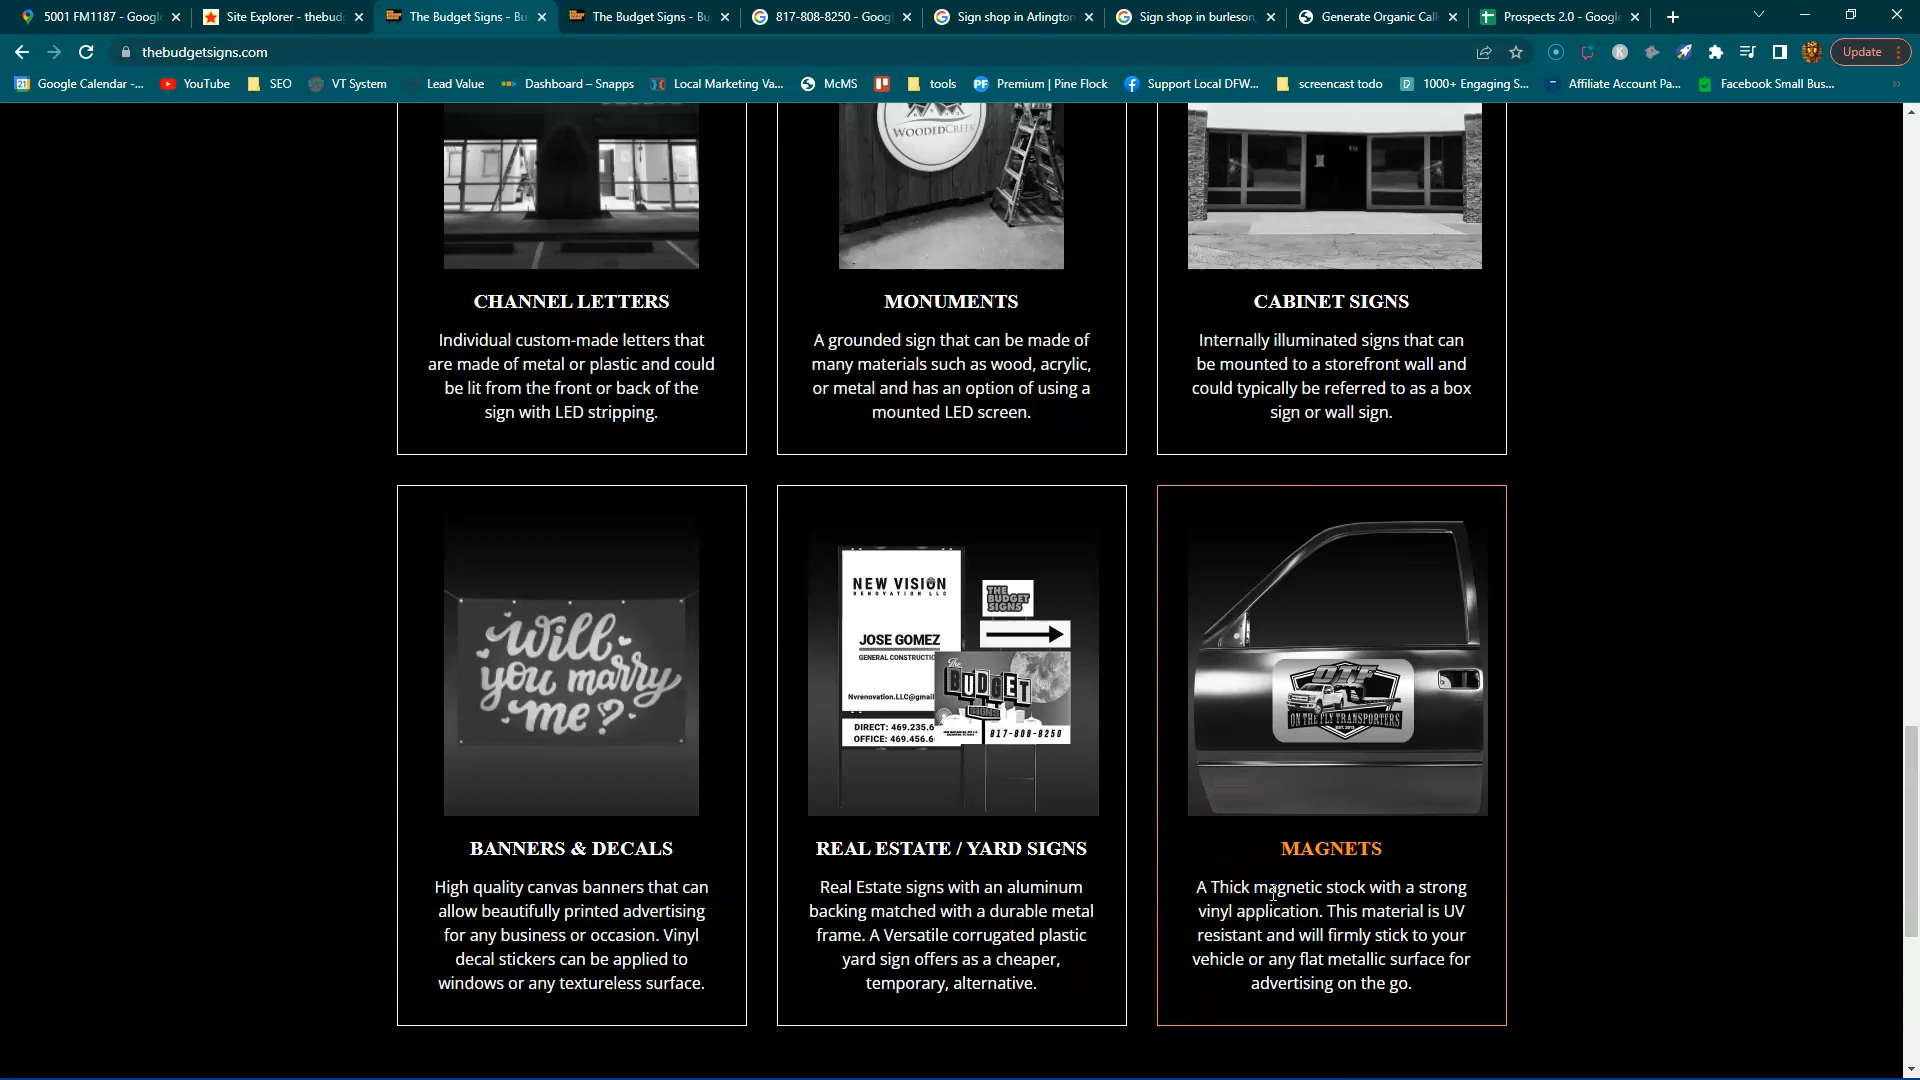 5001 FM1187 - Googl
Site Explorer - thebudg
The Budget Signs - Bu
The Budget Signs - Bu
817-808-8250 - Goog
Sign shop in Arlington
Sign shop in burleson,
Generate Organic Call
Prospects 2.0 - Google
thebudgetsigns.com
Update
Google Calendar -...
YouTube
SEO
VT System
Lead Value
Dashboard – Snapps
Local Marketing Va...
McMS
tools
Premium | Pine Flock
Support Local DFW...
screencast todo
1000+ Engaging S...
Affiliate Account Pa...
Facebook Small Bus...
WOODEDCREEK
CHANNEL LETTERS
Individual custom-made letters that
are made of metal or plastic and could
be lit from the front or back of the
sign with LED stripping.
MONUMENTS
A grounded sign that can be made of
many materials such as wood, acrylic,
or metal and has an option of using a
mounted LED screen.
CABINET SIGNS
Internally illuminated signs that can
be mounted to a storefront wall and
could typically be referred to as a box
sign or wall sign.
will
you marry
me?
NEW VISION
RENOVATION LLC
JOSE GOMEZ
GENERAL CONSTRUCTIO
Nvrenovation.LLC@gmail
DIRECT: 469.235.6
OFFICE: 469.456.6
THE
BUDGET
SIGNS
The
BUDGET
SIGNS
817-808-8250
OTF
ON THE FLY TRANSPORTERS
BANNERS & DECALS
High quality canvas banners that can
allow beautifully printed advertising
for any business or occasion. Vinyl
decal stickers can be applied to
windows or any textureless surface.
REAL ESTATE / YARD SIGNS
Real Estate signs with an aluminum
backing matched with a durable metal
frame. A Versatile corrugated plastic
yard sign offers as a cheaper,
temporary, alternative.
MAGNETS
A Thick magnetic stock with a strong
vinyl application. This material is UV
resistant and will firmly stick to your
vehicle or any flat metallic surface for
advertising on the go.